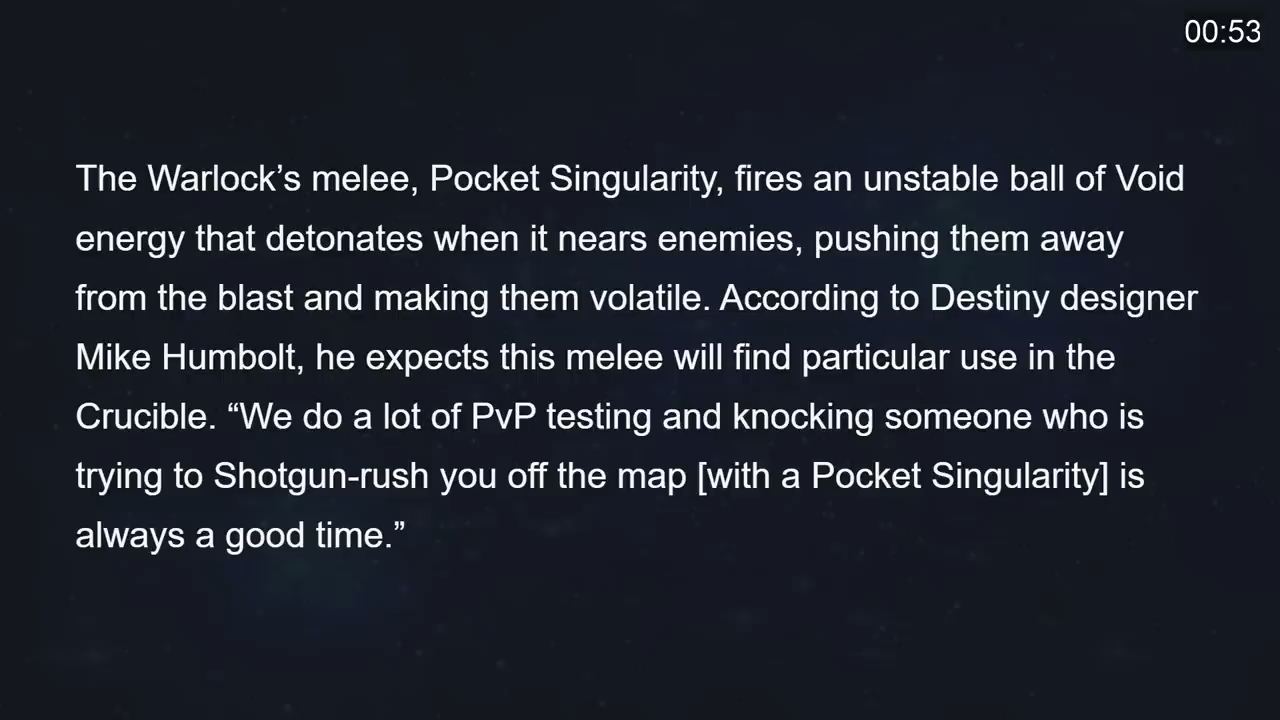 00:53
The Warlock’s melee, Pocket Singularity, fires an unstable ball of Void
energy that detonates when it nears enemies, pushing them away
from the blast and making them volatile. According to Destiny designer
Mike Humbolt, he expects this melee will find particular use in the
Crucible. “We do a lot of PvP testing and knocking someone who is
trying to Shotgun-rush you off the map [with a Pocket Singularity] is
always a good time.”